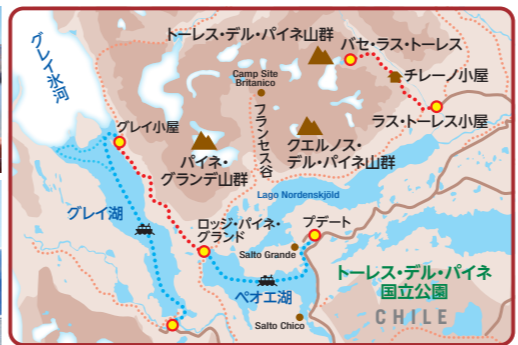 トーレス・デル・パイネ山群
バセ・ラス・トーレス
グレイ氷河
Camp Site
Britanico
チレーノ小屋
グレイ小屋
フランセス谷
ラス・トーレス小屋
パイネ・
グランデ山群
クエルノス・
デル・パイネ山群
Lago Nordenskjöld
グレイ湖
ロッジ・パイネ・
グランド
プデート
Salto Grande
トーレス・デル・パイネ
国立公園
ペオエ湖
CHILE
Salto Chico